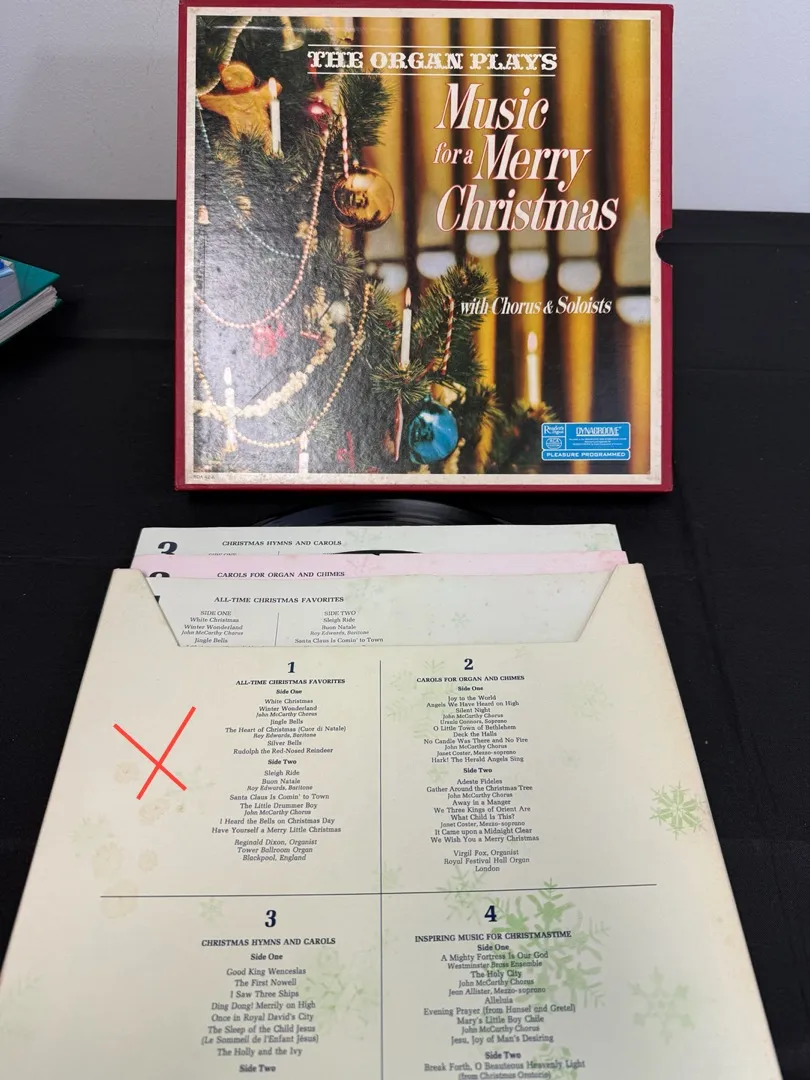 THE ORGAN PLAYS
Music
for a Merry
Christmas
with Chorus & Soloists
Reader's Digest
DYNAGROOVE
PLEASURE PROGRAMMED
3
CHRISTMAS HYMNS AND CAROLS
CAROLS FOR ORGAN AND CHIMES
ALL-TIME CHRISTMAS FAVORITES
SIDE ONE
White Christmas
Winter Wonderland
John McCarthy Chorus
Jingle Bells
SIDE TWO
Sleigh Ride
Buon Natale
Roy Edwards, Baritone
Santa Claus Is Comin' to Town
1
ALL-TIME CHRISTMAS FAVORITES
Side One
White Christmas
Winter Wonderland
John McCarthy Chorus
Jingle Bells
The Heart of Christmas (Cuor di Natale)
Roy Edwards, Baritone
Silver Bells
Rudolph the Red-Nosed Reindeer
Side Two
Sleigh Ride
Buon Natale
Roy Edwards, Baritone
Santa Claus Is Comin' to Town
The Little Drummer Boy
John McCarthy Chorus
I Heard the Bells on Christmas Day
Have Yourself a Merry Little Christmas
Reginald Dixon, Organist
Tower Ballroom Organ
Blackpool, England
2
CAROLS FOR ORGAN AND CHIMES
Side One
Joy to the World
Angels We Have Heard on High
Silent Night
John McCarthy Chorus
Ursula Connors, Soprano
O Little Town of Bethlehem
Deck the Halls
No Candle Was There and No Fire
John McCarthy Chorus
Janet Coster, Mezzo-soprano
Hark! The Herald Angels Sing
Side Two
Adeste Fideles
Gather Around the Christmas Tree
John McCarthy Chorus
Away in a Manger
We Three Kings of Orient Are
What Child Is This?
Janet Coster, Mezzo-soprano
It Came upon a Midnight Clear
We Wish You a Merry Christmas
Virgil Fox, Organist
Royal Festival Hall Organ
London
3
CHRISTMAS HYMNS AND CAROLS
Side One
Good King Wenceslas
The First Nowell
I Saw Three Ships
Ding Dong! Merrily on High
Once in Royal David's City
The Sleep of the Child Jesus
(Le Sommeil de l'Enfant Jésus)
The Holly and the Ivy
Side Two
4
INSPIRING MUSIC FOR CHRISTMASTIME
Side One
A Mighty Fortress Is Our God
Westminster Brass Ensemble
The Holy City
John McCarthy Chorus
Jean Allister, Mezzo-soprano
Alleluia
Evening Prayer (from Hansel and Gretel)
Mary's Little Boy Chile
John McCarthy Chorus
Jesu, Joy of Man's Desiring
Side Two
Break Forth, O Beauteous Heavenly Light
(from Christmas Oratorio)